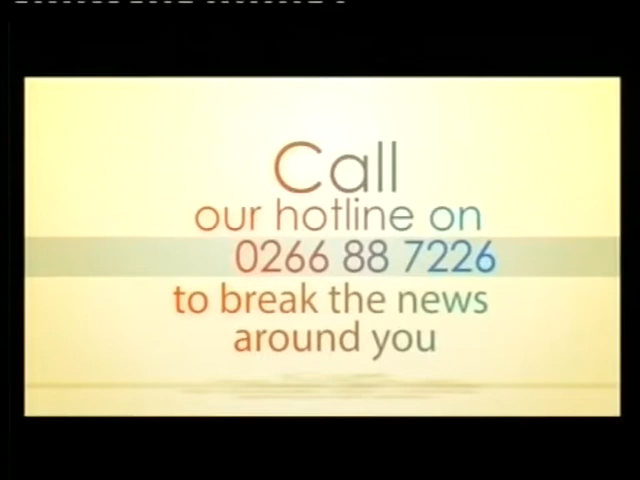 Call
our hotline on
0266 88 7226
to break the news
around you